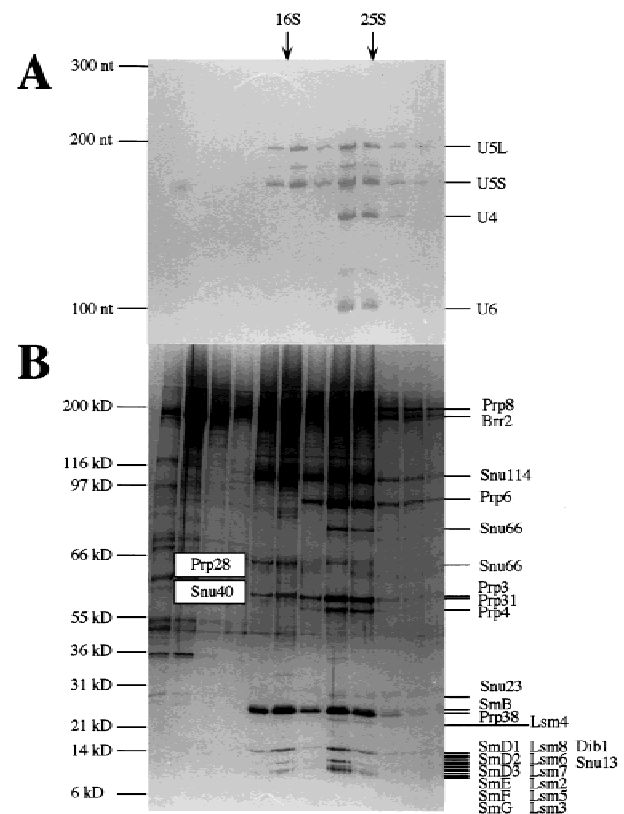 16S 25S
A
300 nt
200 nt
100 nt
U5L
U5S
U4
U6
B
200 kD
116 kD
97 kD
66 kD
55 kD
36 kD
31 kD
21 kD
14 kD
6 kD
Prp28
Snu40
Prp8
Brr2
Snu114
Prp6
Snu66
Snu66
Prp3
Prp31
Prp4
Snu23
SmB
Prp38
Lsm4
SmD1 Lsm8 Dib1
SmD2 Lsm6 Snu13
SmD3 Lsm7
SmE Lsm2
SmF Lsm5
SmG Lsm3